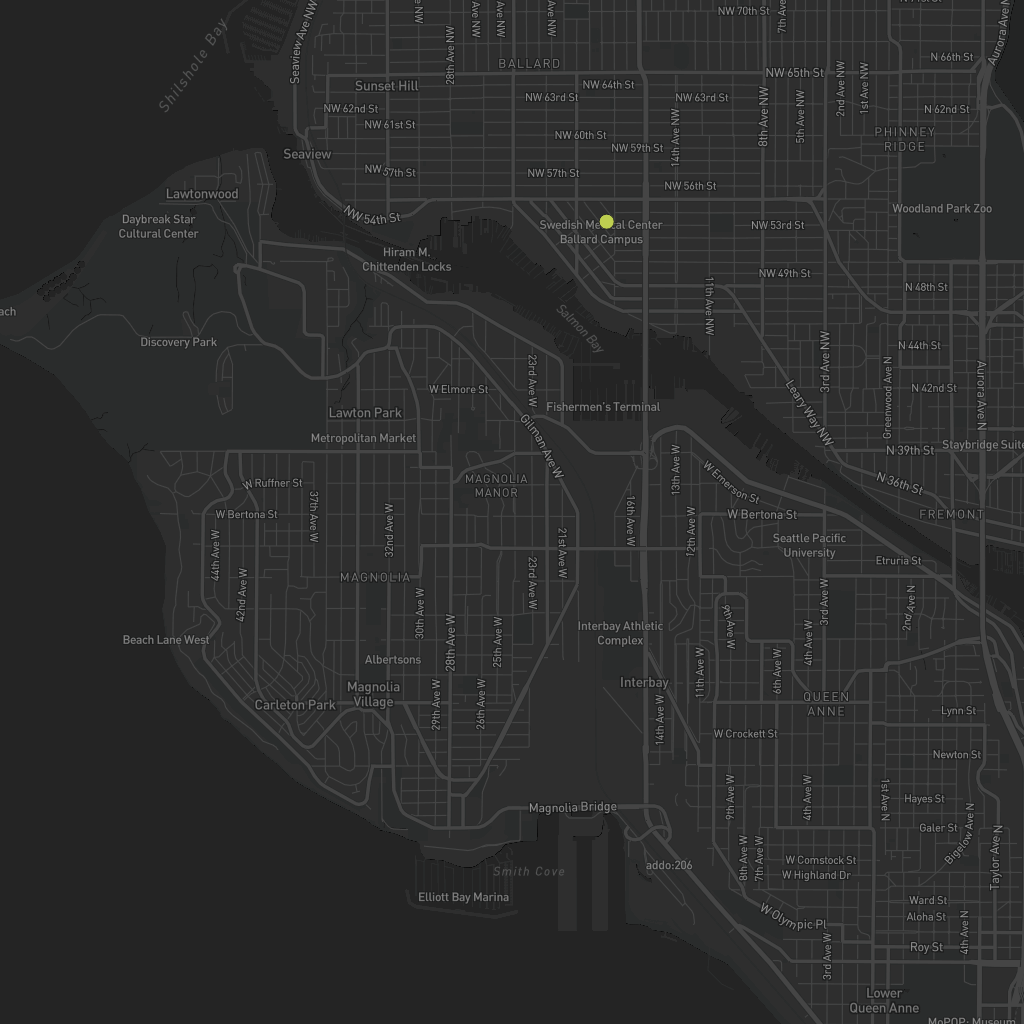 NW 70th St
N 71st St
7th Ave NW
Aurora Ave N
Shilshole Bay
Seaview Ave NW
28th Ave NW
BALLARD
N 66th St
NW 65th St
Sunset Hill
NW 64th St
NW 63rd St
NW 63rd St
2nd Ave NW
1st Ave NW
NW 62nd St
8th Ave NW
5th Ave NW
N 62nd St
NW 61st St
NW 60th St
14th Ave NW
PHINNEY
RIDGE
NW 59th St
Seaview
NW 57th St
NW 57th St
NW 56th St
Lawtonwood
Woodland Park Zoo
Daybreak Star
Cultural Center
NW 54th St
Swedish Medical Center
Ballard Campus
NW 53rd St
Hiram M.
Chittenden Locks
NW 49th St
N 48th St
11th Ave NW
ach
Salmon Bay
Discovery Park
N 44th St
3rd Ave NW
23rd Ave W
W Elmore St
N 42nd St
Greenwood Ave N
Aurora Ave N
Lawton Park
Fishermen's Terminal
Leary Way NW
Metropolitan Market
Gilman Ave W
N 39th St
Staybridge Suite
13th Ave W
W Emerson St
N 36th St
MAGNOLIA
MANOR
W Ruffner St
37th Ave W
W Bertona St
32nd Ave W
16th Ave W
12th Ave W
W Bertona St
FREMONT
44th Ave W
21st Ave W
Seattle Pacific
University
Etruria St
MAGNOLIA
42nd Ave W
23rd Ave W
30th Ave W
3rd Ave W
2nd Ave N
Beach Lane West
28th Ave W
25th Ave W
Interbay Athletic
Complex
9th Ave W
4th Ave W
Albertsons
11th Ave W
6th Ave W
Magnolia
Village
Interbay
Carleton Park
29th Ave W
26th Ave W
14th Ave W
QUEEN
ANNE
Lynn St
W Crockett St
Newton St
9th Ave W
4th Ave W
1st Ave N
Hayes St
Magnolia Bridge
Galer St
Bigelow Ave N
Taylor Ave N
addo:206
8th Ave W
7th Ave W
W Comstock St
W Highland Dr
Smith Cove
Elliott Bay Marina
Ward St
W Olympic Pl
Aloha St
4th Ave N
Roy St
3rd Ave W
Lower
Queen Anne
MoPOP: Museum